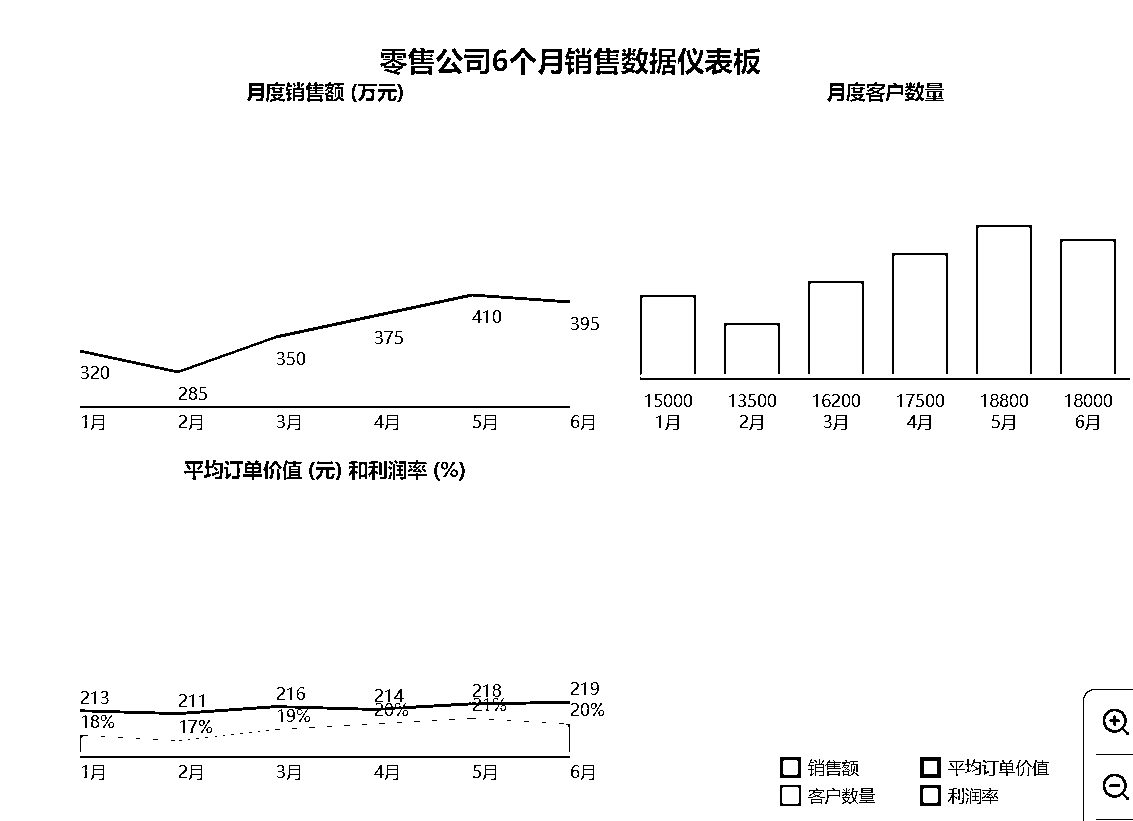 零售公司6个月销售数据仪表板
月度销售额 (万元)
320
285
350
375
410
395
1月 2月 3月 4月 5月 6月
月度客户数量
15000 13500 16200 17500 18800 18000
1月 2月 3月 4月 5月 6月
平均订单价值 (元) 和利润率 (%)
213 211 216 214 218 219
18% 17% 19% 20% 21% 20%
1月 2月 3月 4月 5月 6月
销售额 平均订单价值
客户数量 利润率